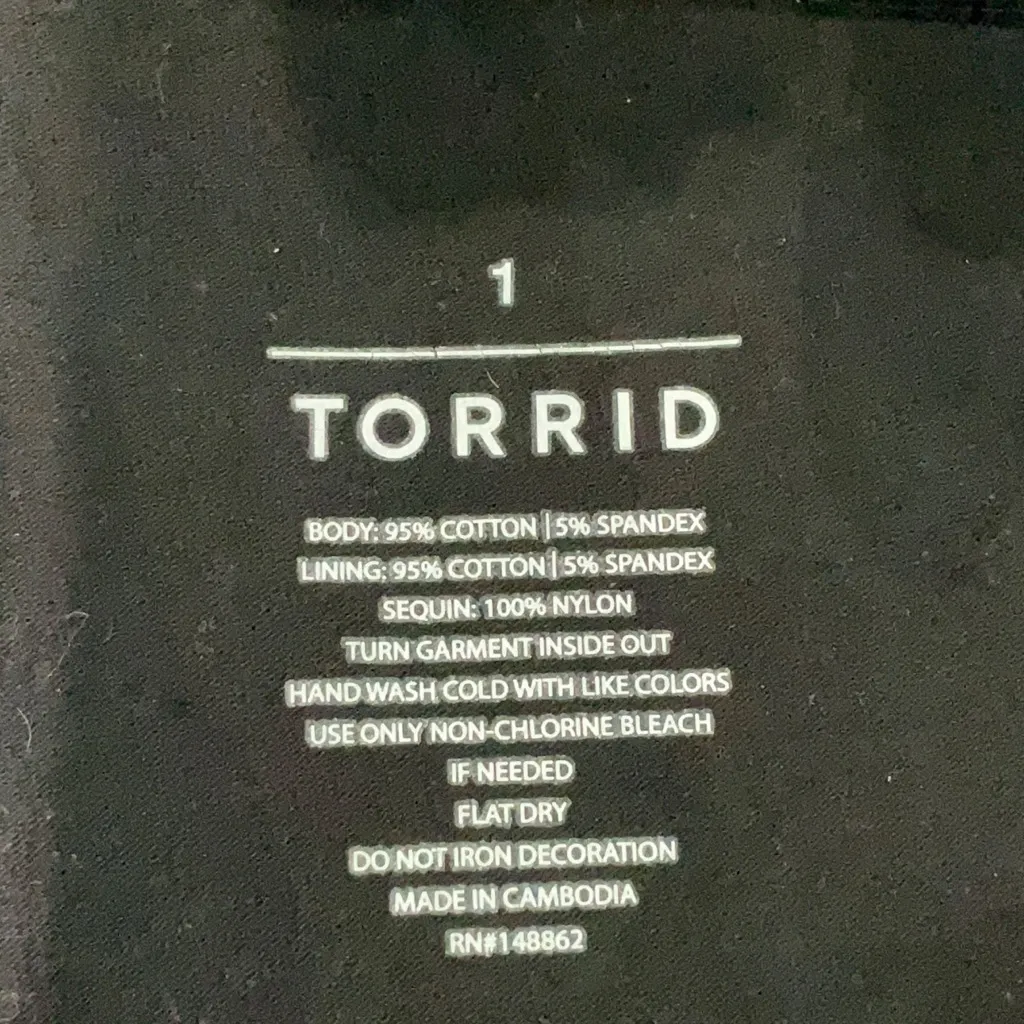 1
TORRID
BODY: 95% COTTON | 5% SPANDEX
LINING: 95% COTTON | 5% SPANDEX
SEQUIN: 100% NYLON
TURN GARMENT INSIDE OUT
HAND WASH COLD WITH LIKE COLORS
USE ONLY NON-CHLORINE BLEACH
IF NEEDED
FLAT DRY
DO NOT IRON DECORATION
MADE IN CAMBODIA
RN#148862